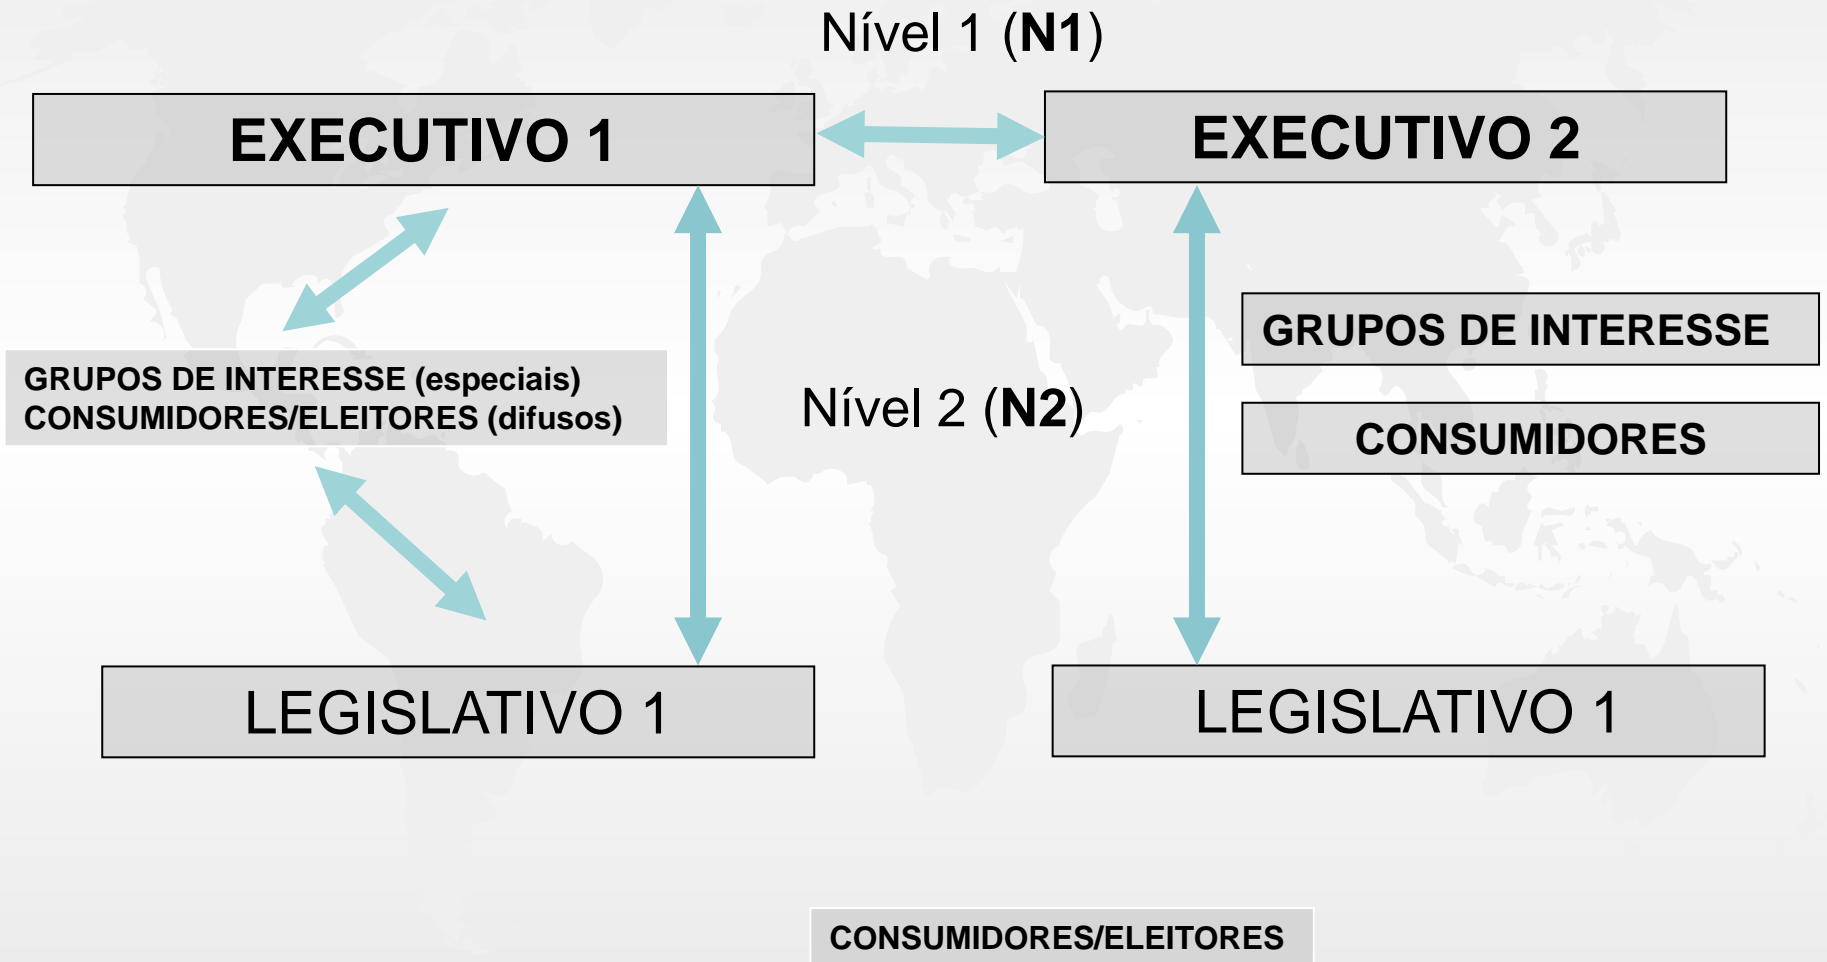 Nível 1 (N1)
EXECUTIVO 1
EXECUTIVO 2
GRUPOS DE INTERESSE (especiais)
CONSUMIDORES/ELEITORES (difusos)
Nível 2 (N2)
GRUPOS DE INTERESSE
CONSUMIDORES
LEGISLATIVO 1
LEGISLATIVO 1
CONSUMIDORES/ELEITORES